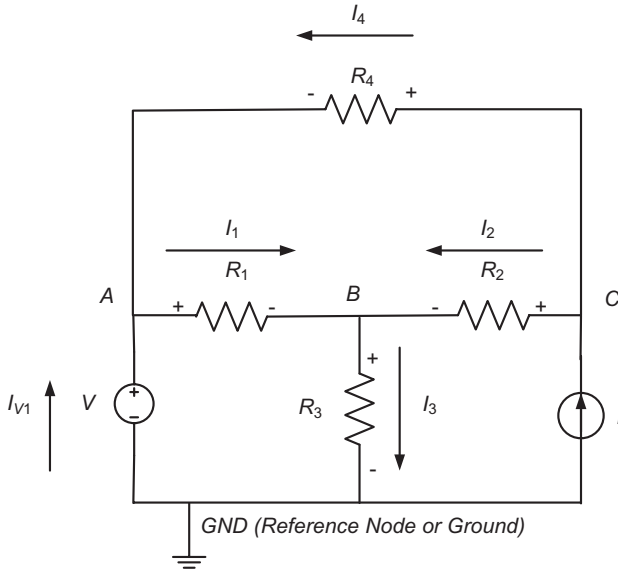 I4
- R4 +
I1 I2
R1 R2
A B C
+ - - +
+
IV1 V + - R3 I3
-
GND (Reference Node or Ground)